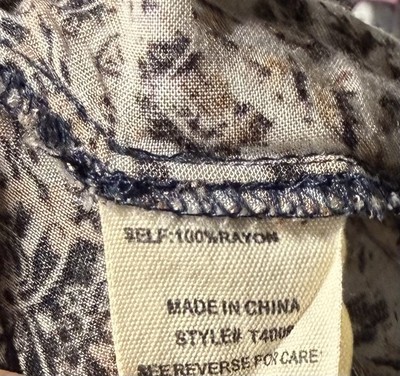 SELF:100%RAYON
MADE IN CHINA
STYLE#
SEE REVERSE FOR CARE: